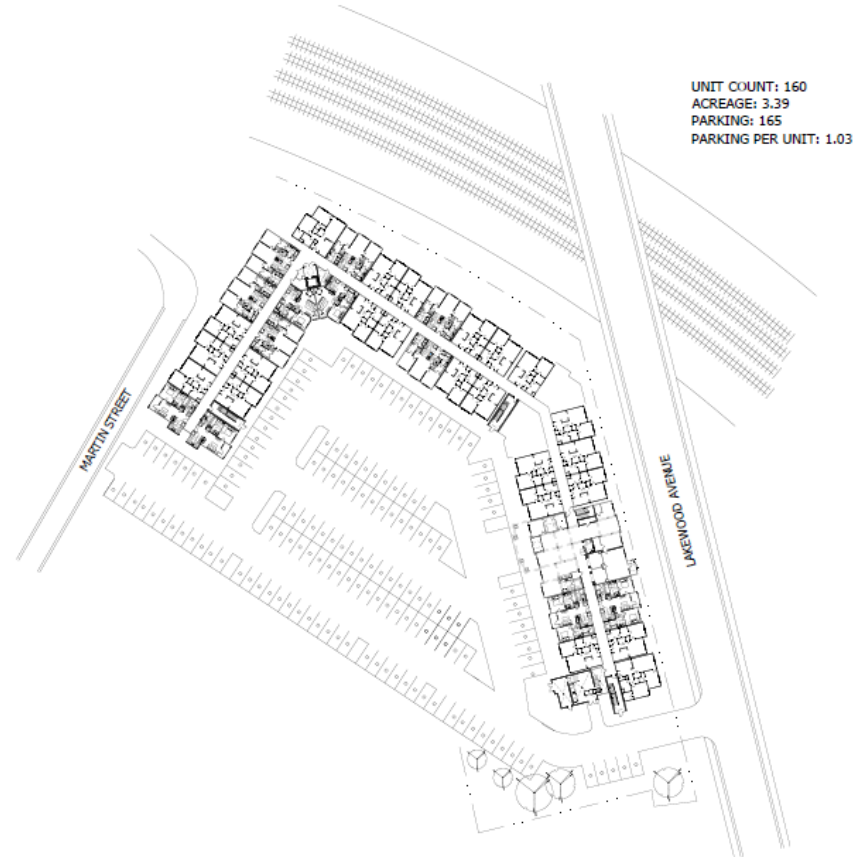 UNIT COUNT: 160
ACREAGE: 3.39
PARKING: 165
PARKING PER UNIT: 1.03
MARTIN STREET
LAKEWOOD AVENUE